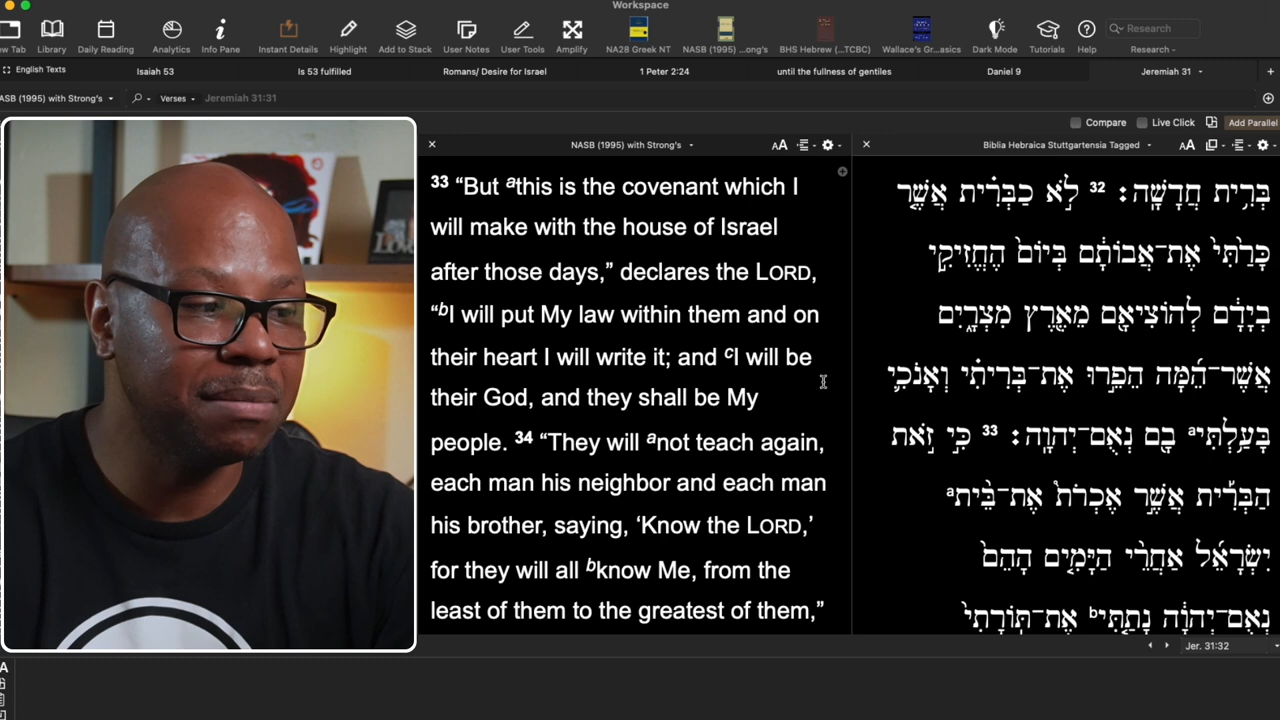 Workspace
ew Tab
Library
Daily Reading
Analytics
Info Pane
Instant Details
Highlight
Add to Stack
User Notes
User Tools
Amplify
NA28 Greek NT
NASB (1995) ...ong's
BHS Hebrew (...TCBC)
Wallace's Gr...asics
Dark Mode
Tutorials
Help
Research
Research
English Texts
Isaiah 53
Is 53 fulfilled
Romans/ Desire for Israel
1 Peter 2:24
until the fullness of gentiles
Daniel 9
Jeremiah 31
ASB (1995) with Strong's
Verses
Jeremiah 31:31
Compare
Live Click
Add Parallel
NASB (1995) with Strong's
33 “But athis is the covenant which I
will make with the house of Israel
after those days,” declares the LORD,
“bI will put My law within them and on
their heart I will write it; and cI will be
their God, and they shall be My
people. 34 “They will anot teach again,
each man his neighbor and each man
his brother, saying, ‘Know the LORD,’
for they will all bknow Me, from the
least of them to the greatest of them,”
Biblia Hebraica Stuttgartensia Tagged
בְּרִ֥ית חֲדָשָֽׁה׃ 32 לֹ֣א כַבְּרִ֗ית אֲשֶׁ֤ר
כָּרַ֙תִּי֙ אֶת־אֲבוֹתָ֔ם בְּיוֹם֙ הֶחֱזִיקִ֣י
בְיָדָ֔ם לְהוֹצִיאָ֖ם מֵאֶ֣רֶץ מִצְרָ֑יִם
אֲשֶׁר־הֵ֜מָּה הֵפֵ֣רוּ אֶת־בְּרִיתִ֗י וְאָנֹכִ֛י
בָּעַ֥לְתִּיa בָ֖ם נְאֻם־יְהוָֽה׃ 33 כִּ֣י זֹ֣את
הַבְּרִ֡ית אֲשֶׁ֣ר אֶכְרֹת֩ אֶת־בֵּ֨יתa
יִשְׂרָאֵ֜ל אַחֲרֵ֨י הַיָּמִ֤ים הָהֵם֙
נְאֻם־יְהוָ֔ה נָתַ֤תִּיb אֶת־תּֽוֹרָתִי֙
Jer. 31:32
A